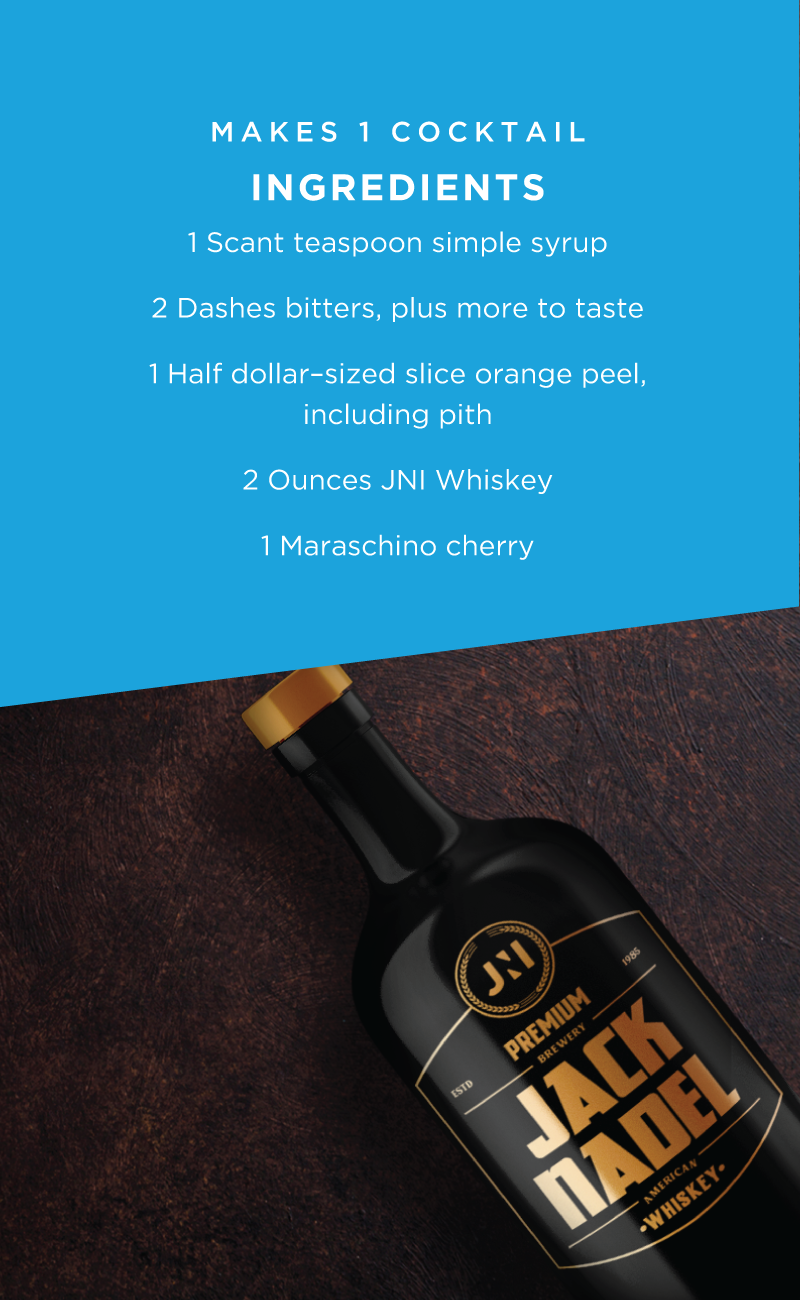 MAKES 1 COCKTAIL
INGREDIENTS
1 Scant teaspoon simple syrup
2 Dashes bitters, plus more to taste
1 Half dollar–sized slice orange peel,
including pith
2 Ounces JNI Whiskey
1 Maraschino cherry
JNI
PREMIUM
1985
BREWERY
ESTD
JACK
NADEL
AMERICAN
•WHISKEY•